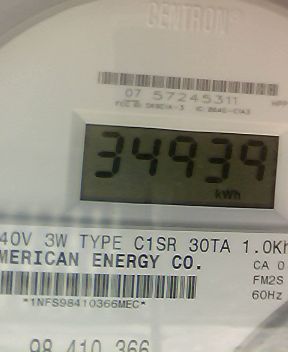 CENTRON®
07 57245311
34939
kWh
40V 3W TYPE C1SR 30TA 1.0Kh
MERICAN ENERGY CO.
CA 0
FM2S
60Hz
*1NFS98410366MEC*
98 410 366